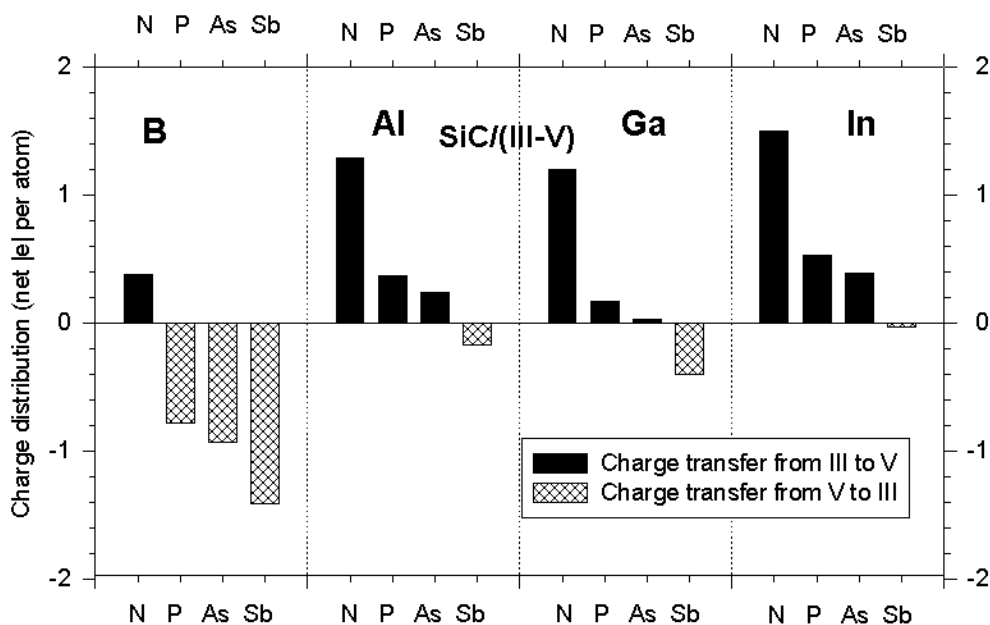 N P As Sb N P As Sb N P As Sb N P As Sb
2 2
B Al SiC/(III-V) Ga In
1 1
Charge distribution (net |e| per atom)
0 0
-1 -1
Charge transfer from III to V
Charge transfer from V to III
-2 -2
N P As Sb N P As Sb N P As Sb N P As Sb